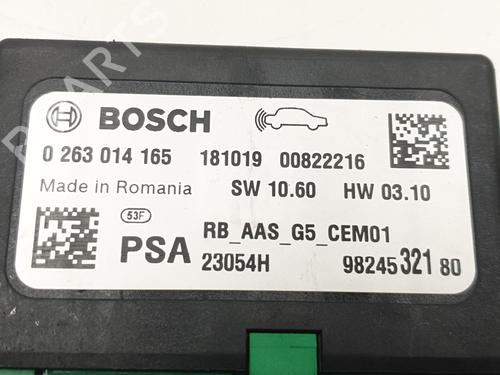 BOSCH
0 263 014 165 181019 00822216
Made in Romania SW 10.60 HW 03.10
53F
PSA RB_AAS_G5_CEM01
23054H 98245 321 80
PARTS